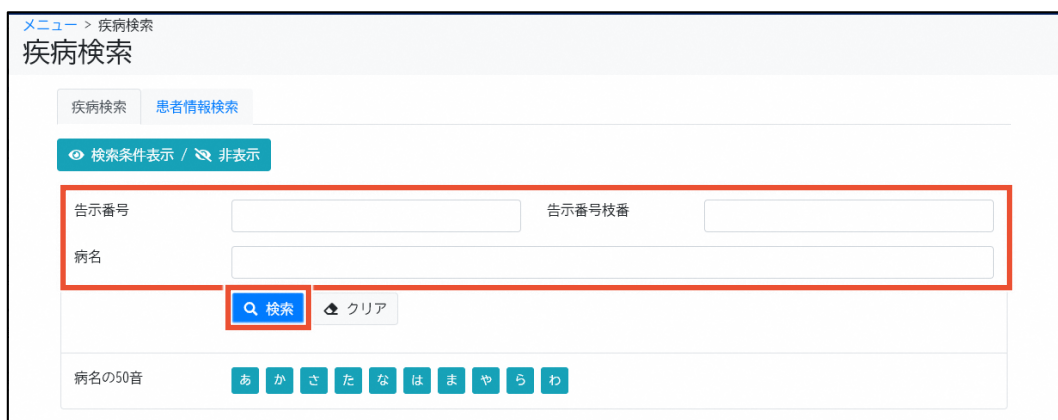 メニュー > 疾病検索
疾病検索
疾病検索 患者情報検索
検索条件表示 / 非表示
告示番号 告示番号枝番
病名
検索 クリア
病名の50音 あ か さ た な は ま や ら わ